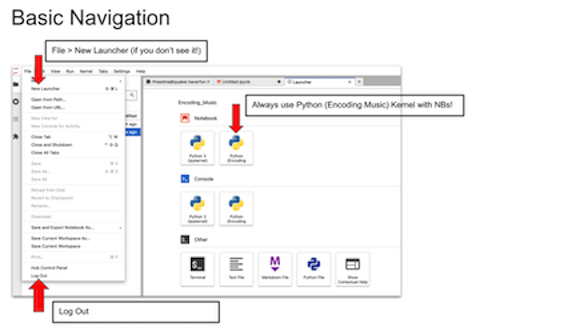 Basic Navigation
File > New Launcher (if you don't see it!)
File
View
Run
Kernel
Tabs
Settings
Help
New Launcher
Open from Path...
Open from URL...
New View for
New Console for Activity
Close Tab
Close and Shutdown
Close All Tabs
Save
Save As...
Save All
Reload from Disk
Revert to Checkpoint
Rename...
Download
Save and Export Notebook As...
Save Current Workspace As...
Save Current Workspace
Print...
Hub Control Panel
Log Out
Untitled.ipynb
Launcher
Encoding_Music
Always use Python (Encoding Music) Kernel with NBs!
Notebook
Python 3
(ipykernel)
Python
(Encoding
Console
Python 3
(ipykernel)
Python
(Encoding
Other
Terminal
Text File
Markdown File
Python File
Show
Contextual Help
Log Out